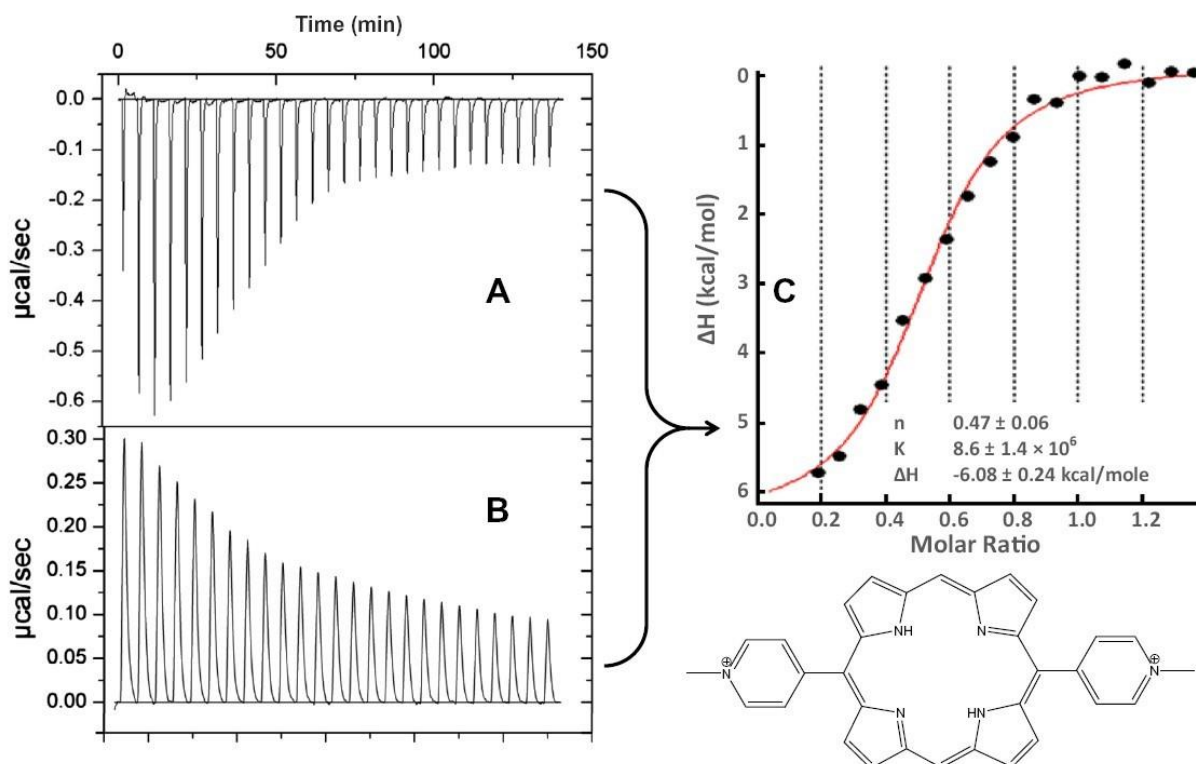 Time (min)
0 50 100 150
0.0
-0.1
-0.2
-0.3
-0.4
-0.5
-0.6
µcal/sec
A
0.30
0.25
0.20
0.15
0.10
0.05
0.00
µcal/sec
B
0
1
2
3
4
5
6
ΔH (kcal/mol)
C
n 0.47 ± 0.06
K 8.6 ± 1.4 × 10⁶
ΔH -6.08 ± 0.24 kcal/mole
0.0 0.2 0.4 0.6 0.8 1.0 1.2
Molar Ratio
NH N
N⊕ ⊕N
N HN